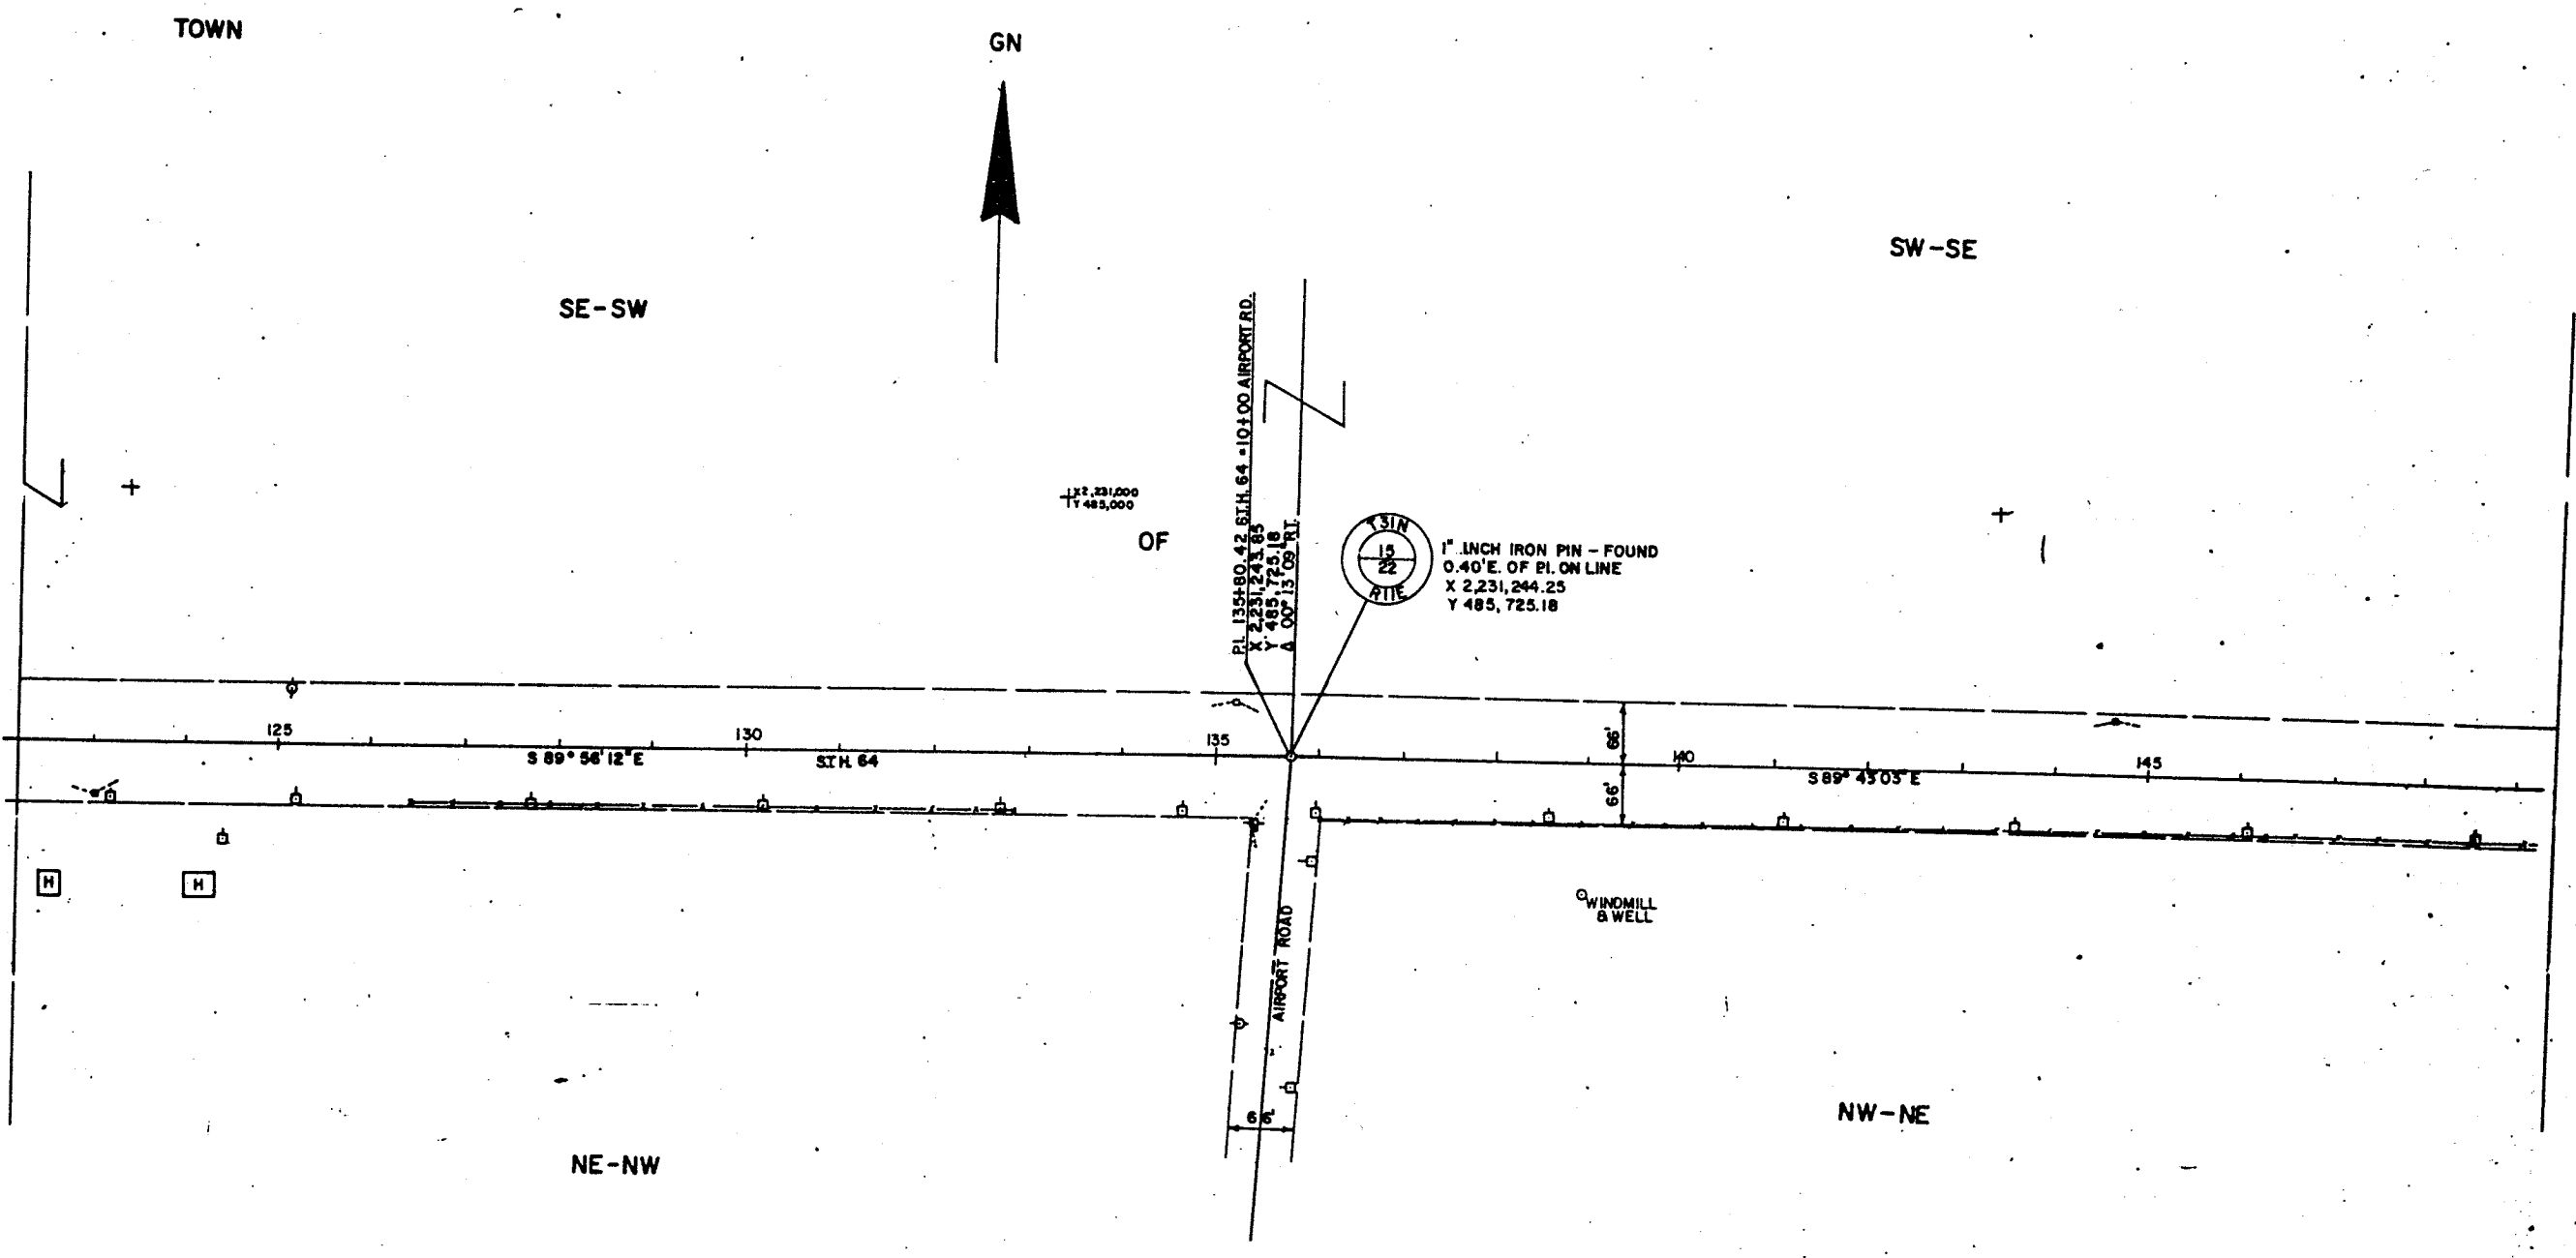 TOWN
GN
SW-SE
SE-SW
P.I. 135+80.42 S.T.H. 64 = 10+00 AIRPORT RD.
X 2,231,243.85
Y 485,725.18
Δ 00° 13' 09" RT.
X 2,231,000
Y 485,000
OF
T31N
15
22
R11E
1" INCH IRON PIN - FOUND
0.40' E. OF P.I. ON LINE
X 2,231,244.25
Y 485,725.18
125
130
135
140
145
S 89° 56' 12" E
S.T.H. 64
66'
66'
S 89° 43' 03" E
H
H
WINDMILL
& WELL
AIRPORT ROAD
66'
NE-NW
NW-NE